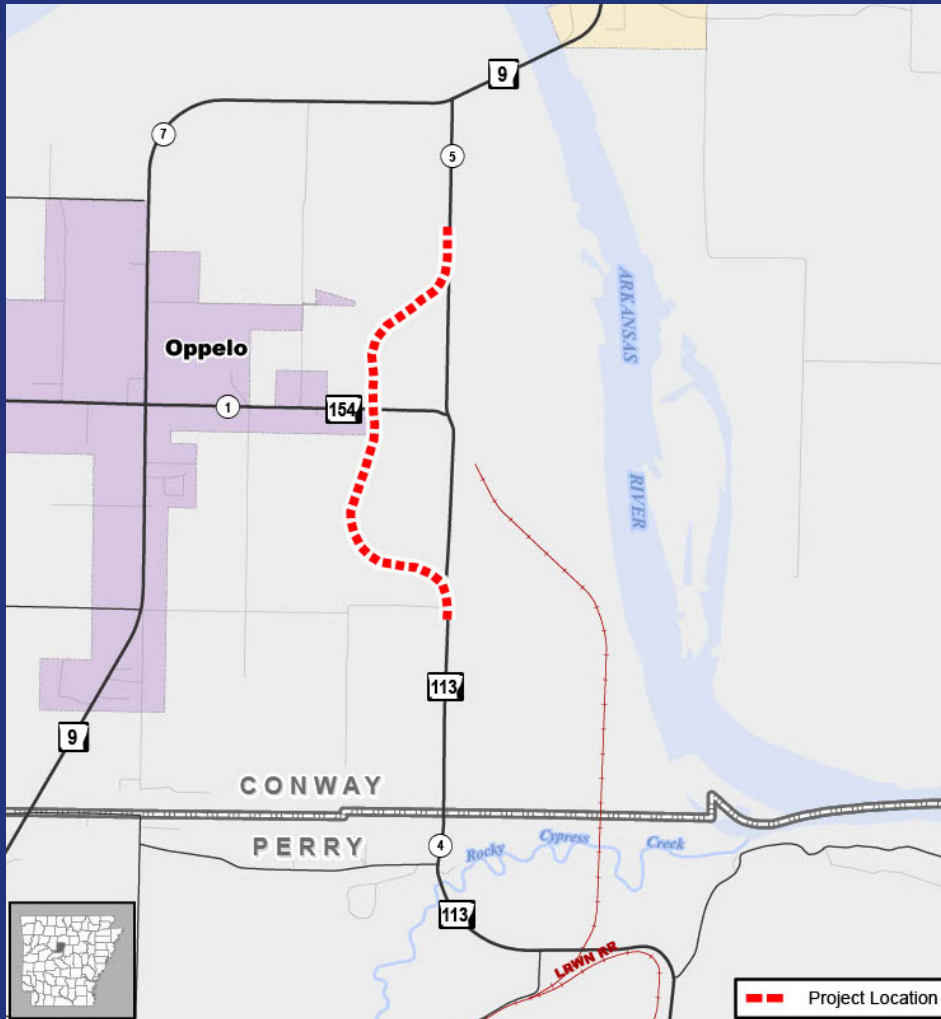 9
7
5
ARKANSAS
Oppelo
1
154
RIVER
113
9
CONWAY
PERRY
4
Rocky
Cypress
Creek
113
LRWN RR
Project Location